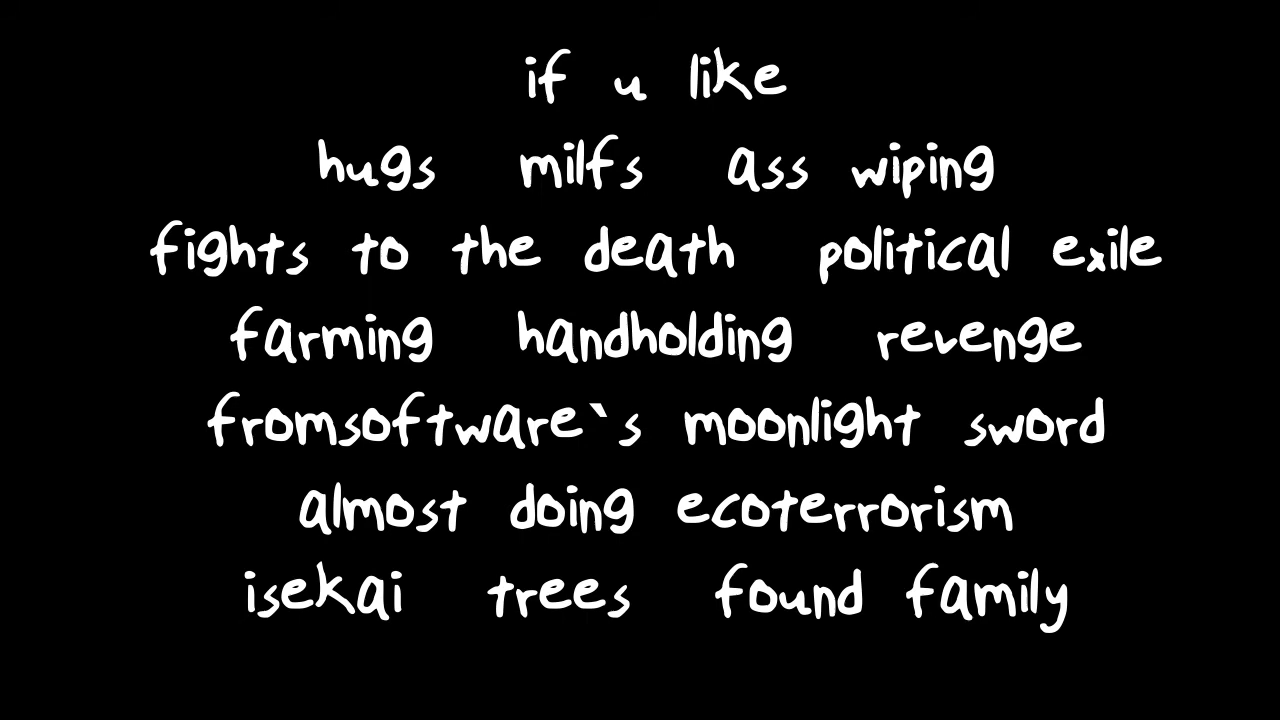 if u like
hugs milfs ass wiping
fights to the death political exile
farming handholding revenge
fromsoftware`s moonlight sword
almost doing ecoterrorism
isekai trees found family